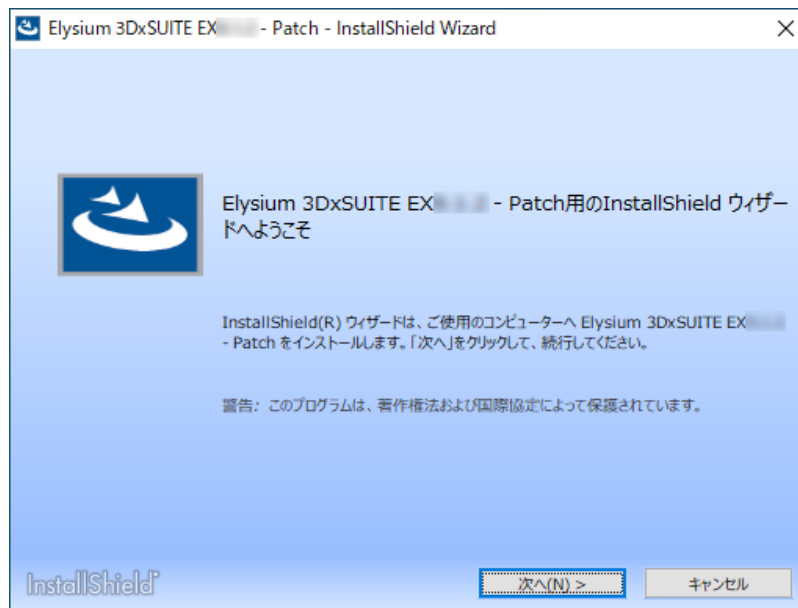 Elysium 3DxSUITE EX - Patch - InstallShield Wizard
Elysium 3DxSUITE EX - Patch用のInstallShield ウィザー
ドへようこそ
InstallShield(R) ウィザードは、ご使用のコンピューターへ Elysium 3DxSUITE EX
- Patch をインストールします。「次へ」をクリックして、続行してください。
警告: このプログラムは、著作権法および国際協定によって保護されています。
InstallShield
次へ(N) >
キャンセル